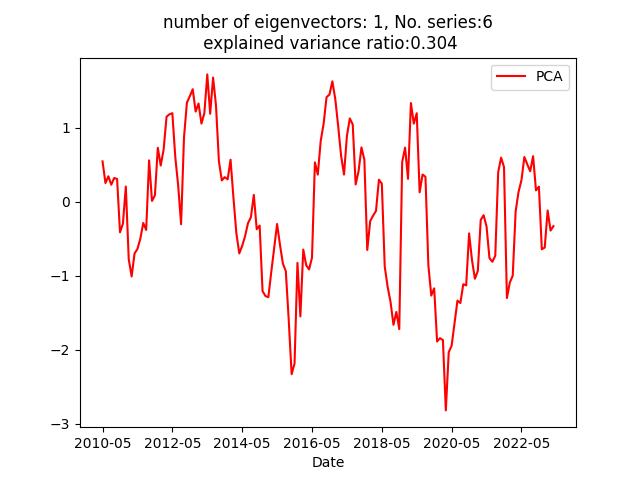 number of eigenvectors: 1, No. series:6
explained variance ratio:0.304
PCA
1
0
−1
−2
−3
2010-05 2012-05 2014-05 2016-05 2018-05 2020-05 2022-05
Date